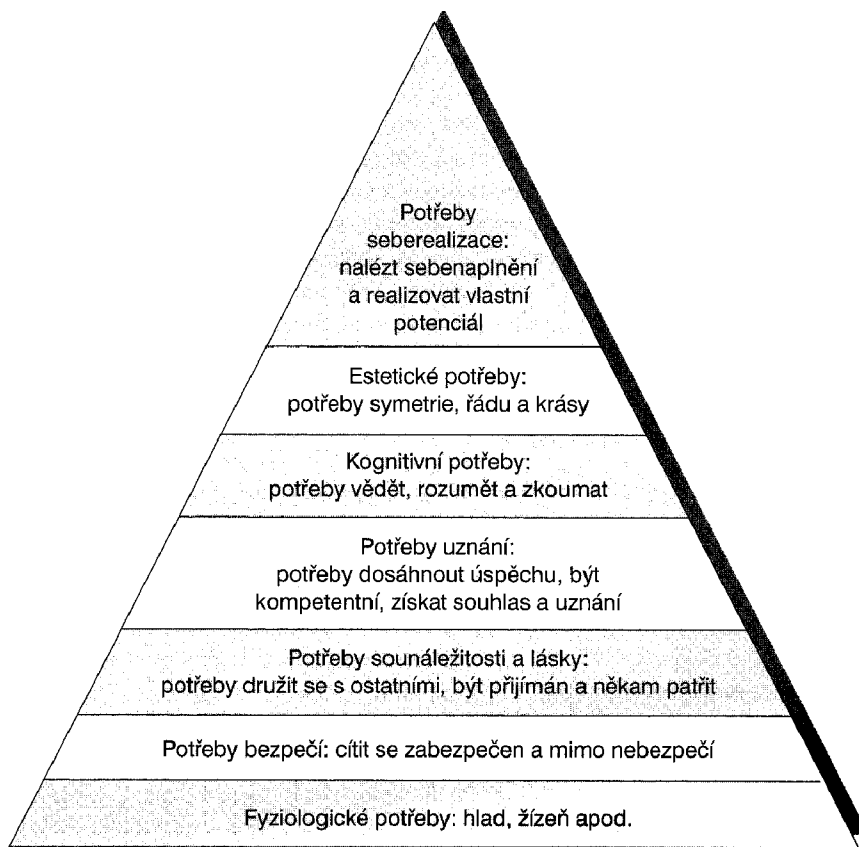 Potřeby
seberealizace:
nalézt sebenaplnění
a realizovat vlastní
potenciál
Estetické potřeby:
potřeby symetrie, řádu a krásy
Kognitivní potřeby:
potřeby vědět, rozumět a zkoumat
Potřeby uznání:
potřeby dosáhnout úspěchu, být
kompetentní, získat souhlas a uznání
Potřeby sounáležitosti a lásky:
potřeby družit se s ostatními, být přijímán a někam patřit
Potřeby bezpečí: cítit se zabezpečen a mimo nebezpečí
Fyziologické potřeby: hlad, žízeň apod.